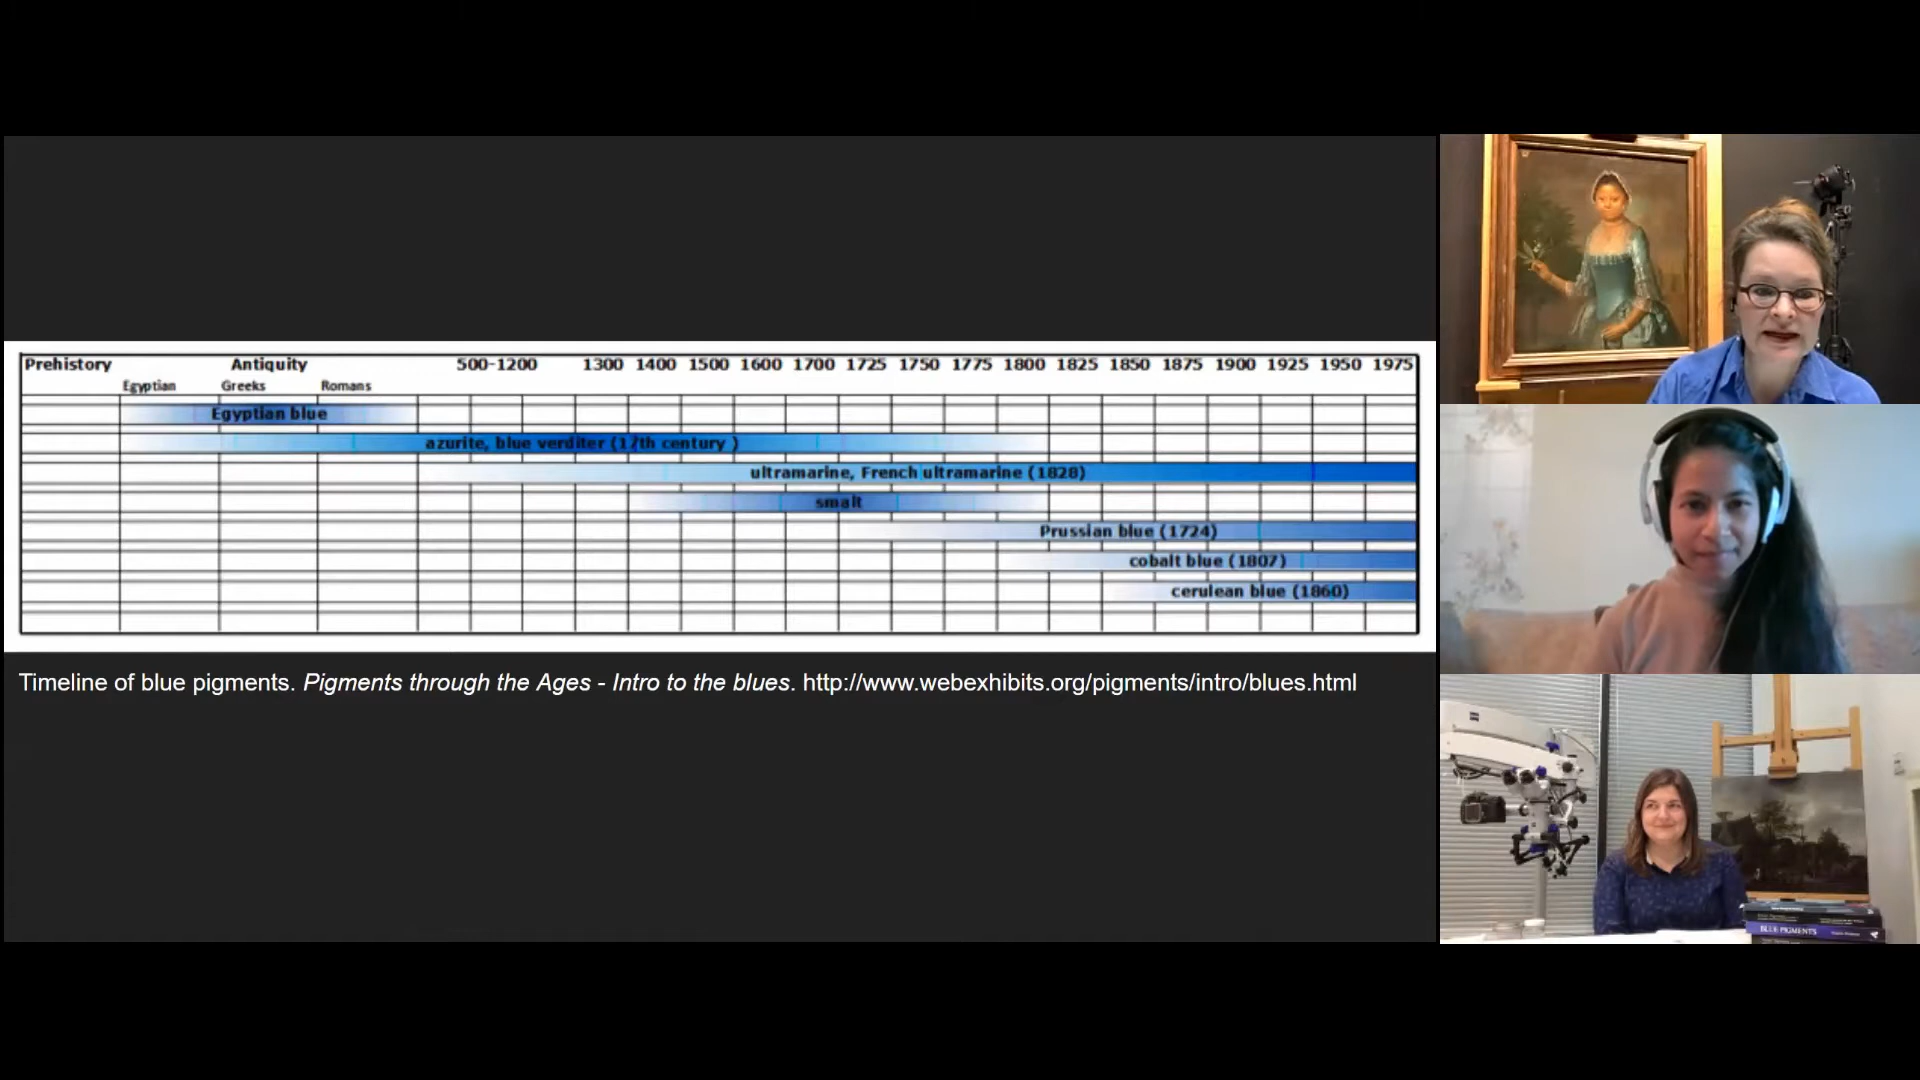 Prehistory Antiquity 500-1200 1300 1400 1500 1600 1700 1725 1750 1775 1800 1825 1850 1875 1900 1925 1950 1975
Egyptian Greeks Romans
Egyptian blue
azurite, blue verditer (17th century )
ultramarine, French ultramarine (1828)
smalt
Prussian blue (1724)
cobalt blue (1807)
cerulean blue (1860)
Timeline of blue pigments. Pigments through the Ages - Intro to the blues. http://www.webexhibits.org/pigments/intro/blues.html
BLUE PIGMENTS